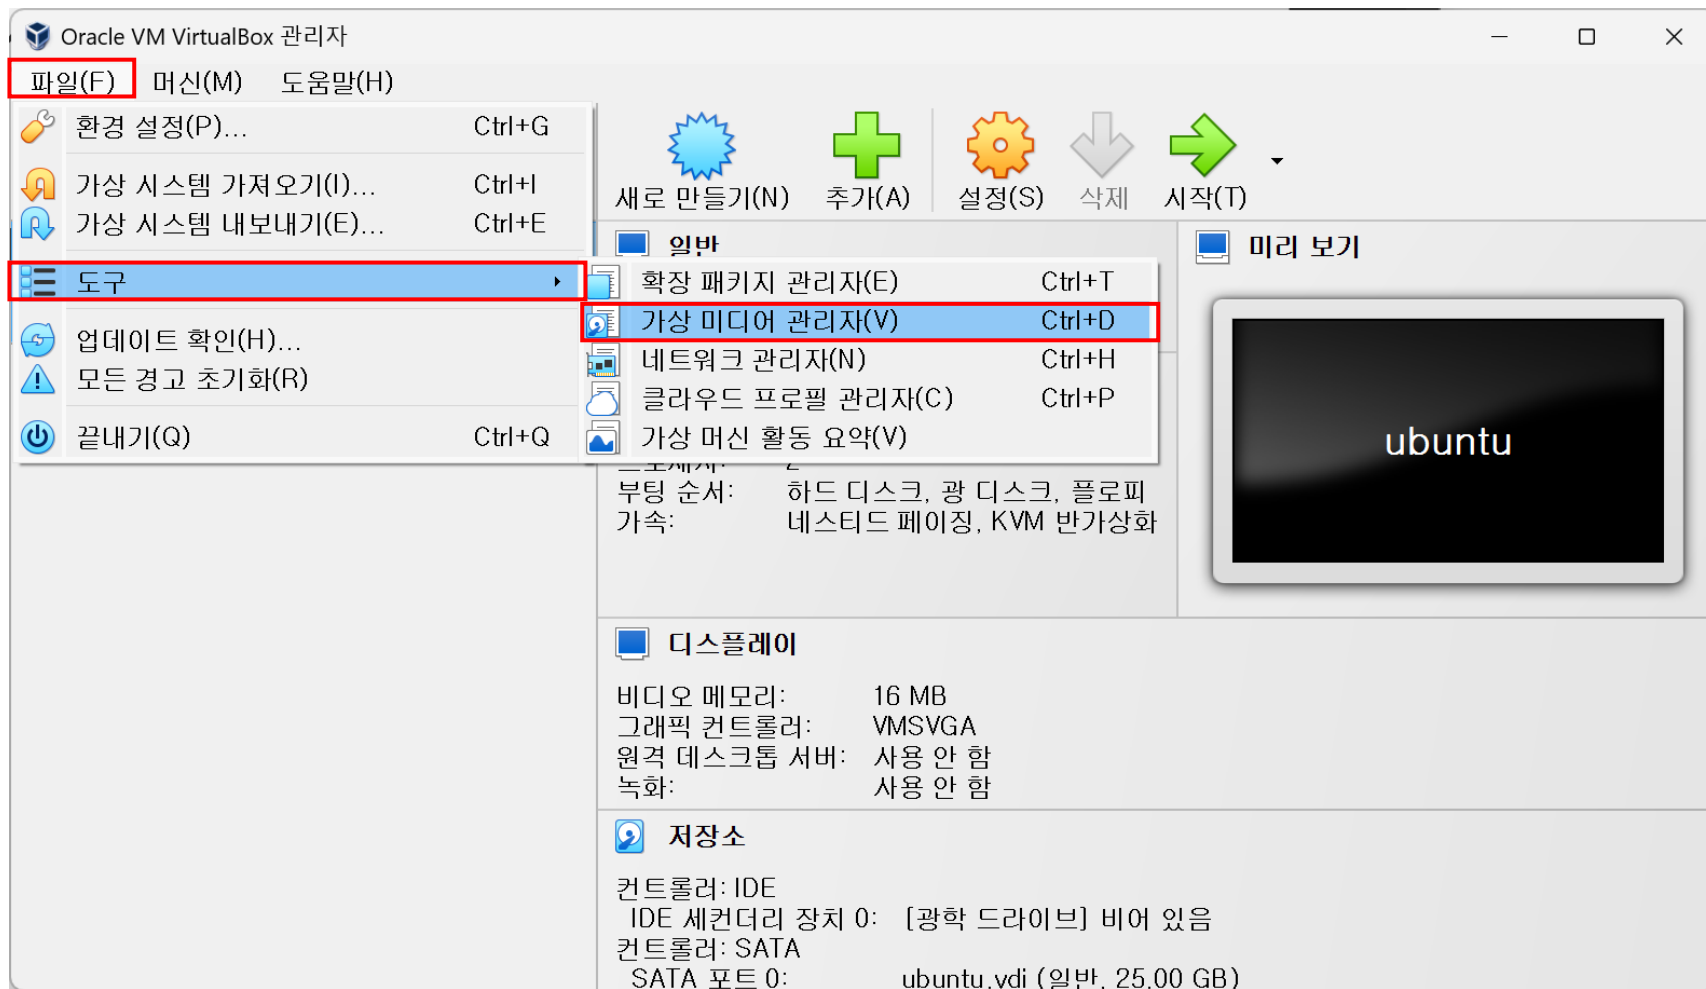 Oracle VM VirtualBox 관리자
파일(F) 머신(M) 도움말(H)
환경 설정(P)... Ctrl+G
가상 시스템 가져오기(I)... Ctrl+I
가상 시스템 내보내기(E)... Ctrl+E
도구
업데이트 확인(H)...
모든 경고 초기화(R)
끝내기(Q) Ctrl+Q
확장 패키지 관리자(E) Ctrl+T
가상 미디어 관리자(V) Ctrl+D
네트워크 관리자(N) Ctrl+H
클라우드 프로필 관리자(C) Ctrl+P
가상 머신 활동 요약(V)
새로 만들기(N) 추가(A) 설정(S) 삭제 시작(T)
일반
부팅 순서: 하드 디스크, 광 디스크, 플로피
가속: 네스티드 페이징, KVM 반가상화
미리 보기
ubuntu
디스플레이
비디오 메모리: 16 MB
그래픽 컨트롤러: VMSVGA
원격 데스크톱 서버: 사용 안 함
녹화: 사용 안 함
저장소
컨트롤러: IDE
IDE 세컨더리 장치 0: [광학 드라이브] 비어 있음
컨트롤러: SATA
SATA 포트 0: ubuntu.vdi (일반, 25.00 GB)